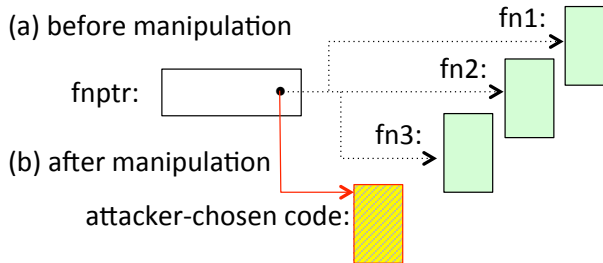 (a) before manipulation
fn1:
fn2:
fnptr:
fn3:
(b) after manipulation
attacker-chosen code: